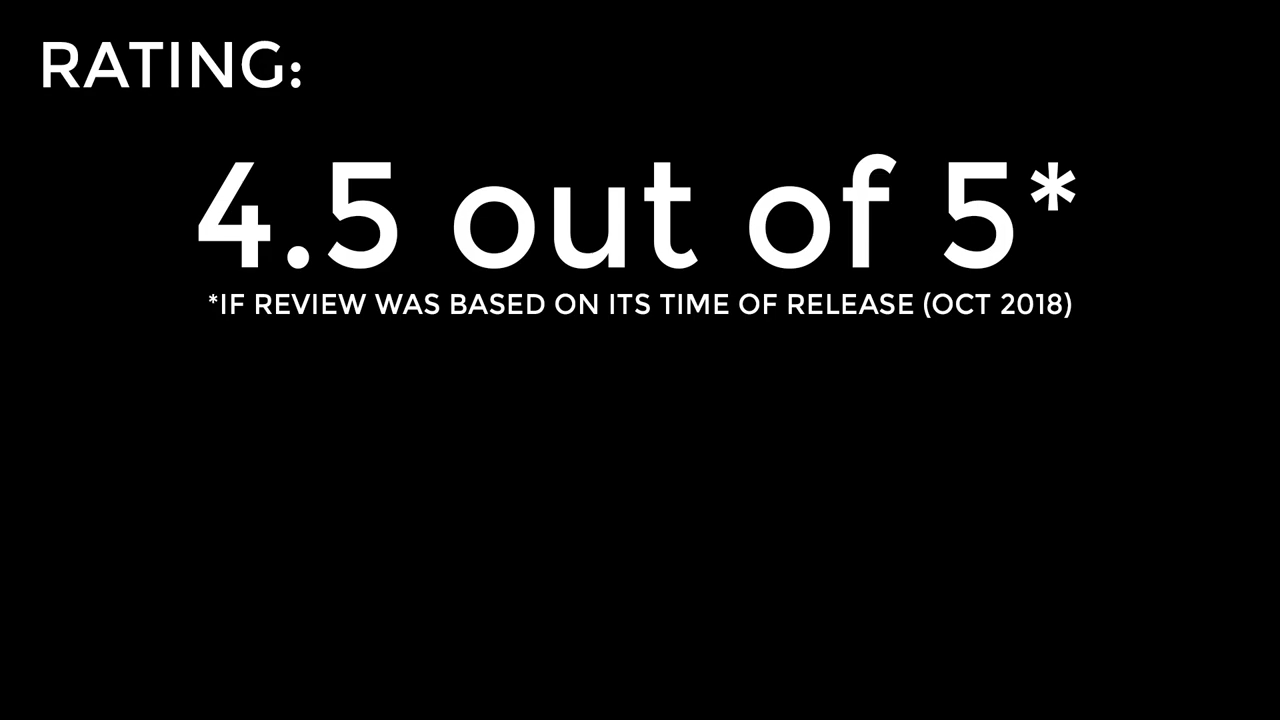 RATING:
4.5 out of 5*
*IF REVIEW WAS BASED ON ITS TIME OF RELEASE (OCT 2018)